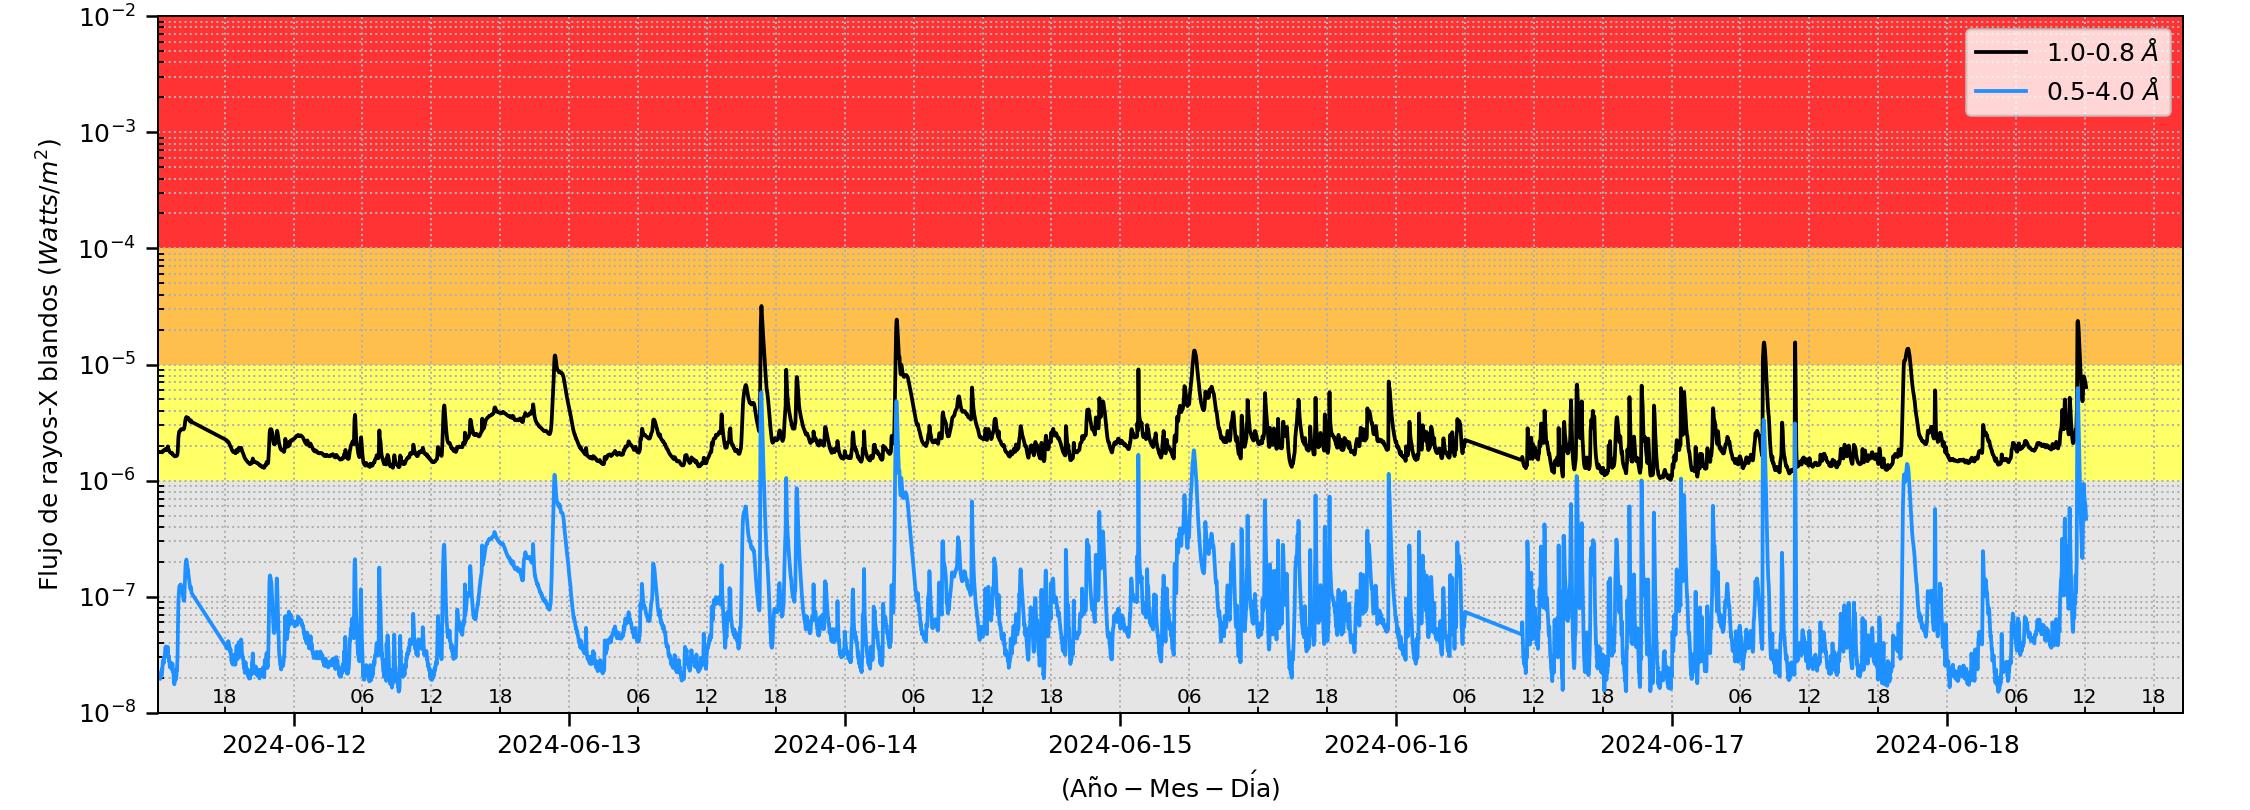 10⁻²
10⁻³
10⁻⁴
10⁻⁵
10⁻⁶
10⁻⁷
10⁻⁸
Flujo de rayos-X blandos (Watts/m²)
1.0-0.8 Å
0.5-4.0 Å
18 06 12 18 06 12 18 06 12 18 06 12 18 06 12 18 06 12 18 06 12 18
2024-06-12 2024-06-13 2024-06-14 2024-06-15 2024-06-16 2024-06-17 2024-06-18
(Año − Mes − Día)